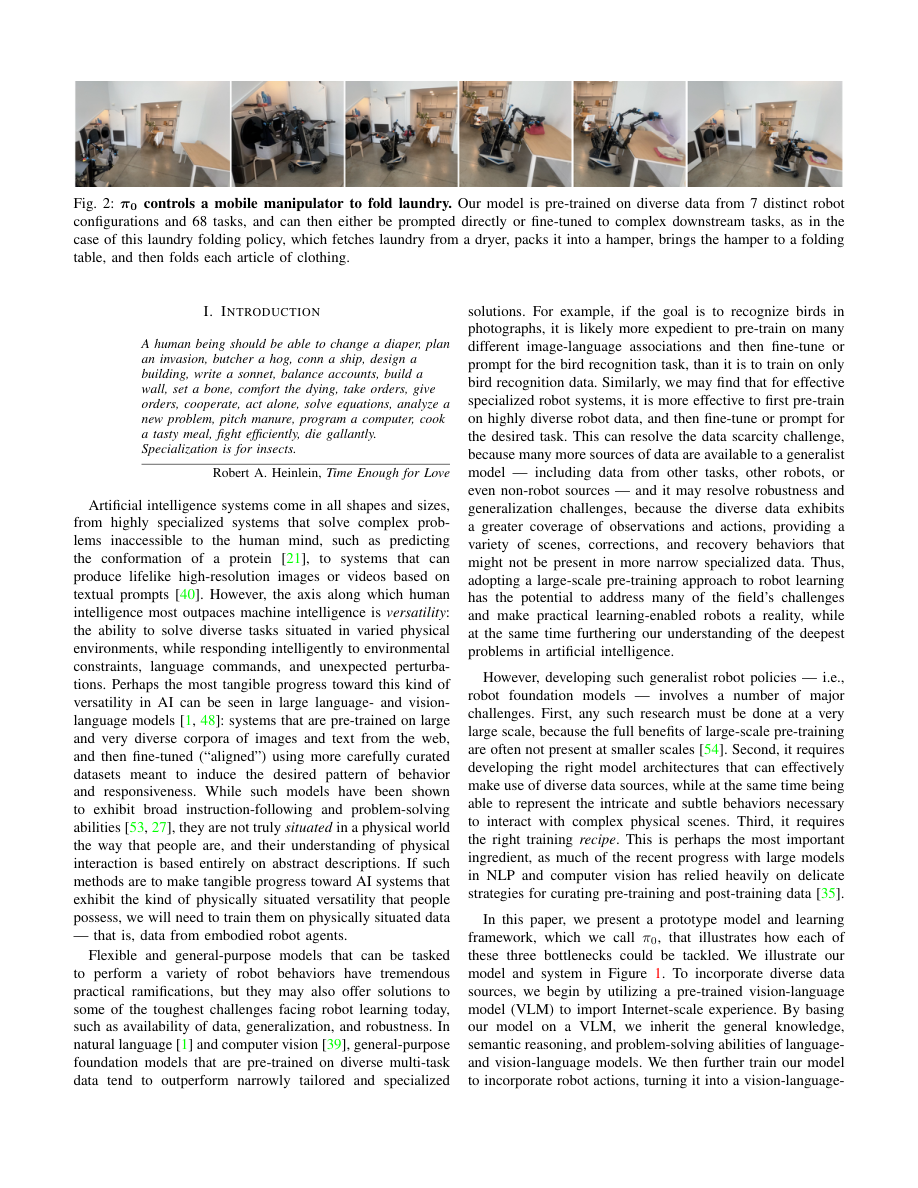 Fig. 2: π0 controls a mobile manipulator to fold laundry. Our model is pre-trained on diverse data from 7 distinct robot
configurations and 68 tasks, and can then either be prompted directly or fine-tuned to complex downstream tasks, as in the
case of this laundry folding policy, which fetches laundry from a dryer, packs it into a hamper, brings the hamper to a folding
table, and then folds each article of clothing.
I. INTRODUCTION
A human being should be able to change a diaper, plan
an invasion, butcher a hog, conn a ship, design a
building, write a sonnet, balance accounts, build a
wall, set a bone, comfort the dying, take orders, give
orders, cooperate, act alone, solve equations, analyze a
new problem, pitch manure, program a computer, cook
a tasty meal, fight efficiently, die gallantly.
Specialization is for insects.
Robert A. Heinlein, Time Enough for Love
Artificial intelligence systems come in all shapes and sizes,
from highly specialized systems that solve complex prob-
lems inaccessible to the human mind, such as predicting
the conformation of a protein [21], to systems that can
produce lifelike high-resolution images or videos based on
textual prompts [40]. However, the axis along which human
intelligence most outpaces machine intelligence is versatility:
the ability to solve diverse tasks situated in varied physical
environments, while responding intelligently to environmental
constraints, language commands, and unexpected perturba-
tions. Perhaps the most tangible progress toward this kind of
versatility in AI can be seen in large language- and vision-
language models [1, 48]: systems that are pre-trained on large
and very diverse corpora of images and text from the web,
and then fine-tuned (“aligned”) using more carefully curated
datasets meant to induce the desired pattern of behavior
and responsiveness. While such models have been shown
to exhibit broad instruction-following and problem-solving
abilities [53, 27], they are not truly situated in a physical world
the way that people are, and their understanding of physical
interaction is based entirely on abstract descriptions. If such
methods are to make tangible progress toward AI systems that
exhibit the kind of physically situated versatility that people
possess, we will need to train them on physically situated data
— that is, data from embodied robot agents.
Flexible and general-purpose models that can be tasked
to perform a variety of robot behaviors have tremendous
practical ramifications, but they may also offer solutions to
some of the toughest challenges facing robot learning today,
such as availability of data, generalization, and robustness. In
natural language [1] and computer vision [39], general-purpose
foundation models that are pre-trained on diverse multi-task
data tend to outperform narrowly tailored and specialized
solutions. For example, if the goal is to recognize birds in
photographs, it is likely more expedient to pre-train on many
different image-language associations and then fine-tune or
prompt for the bird recognition task, than it is to train on only
bird recognition data. Similarly, we may find that for effective
specialized robot systems, it is more effective to first pre-train
on highly diverse robot data, and then fine-tune or prompt for
the desired task. This can resolve the data scarcity challenge,
because many more sources of data are available to a generalist
model — including data from other tasks, other robots, or
even non-robot sources — and it may resolve robustness and
generalization challenges, because the diverse data exhibits
a greater coverage of observations and actions, providing a
variety of scenes, corrections, and recovery behaviors that
might not be present in more narrow specialized data. Thus,
adopting a large-scale pre-training approach to robot learning
has the potential to address many of the field’s challenges
and make practical learning-enabled robots a reality, while
at the same time furthering our understanding of the deepest
problems in artificial intelligence.
However, developing such generalist robot policies — i.e.,
robot foundation models — involves a number of major
challenges. First, any such research must be done at a very
large scale, because the full benefits of large-scale pre-training
are often not present at smaller scales [54]. Second, it requires
developing the right model architectures that can effectively
make use of diverse data sources, while at the same time being
able to represent the intricate and subtle behaviors necessary
to interact with complex physical scenes. Third, it requires
the right training recipe. This is perhaps the most important
ingredient, as much of the recent progress with large models
in NLP and computer vision has relied heavily on delicate
strategies for curating pre-training and post-training data [35].
In this paper, we present a prototype model and learning
framework, which we call π0, that illustrates how each of
these three bottlenecks could be tackled. We illustrate our
model and system in Figure 1. To incorporate diverse data
sources, we begin by utilizing a pre-trained vision-language
model (VLM) to import Internet-scale experience. By basing
our model on a VLM, we inherit the general knowledge,
semantic reasoning, and problem-solving abilities of language-
and vision-language models. We then further train our model
to incorporate robot actions, turning it into a vision-language-